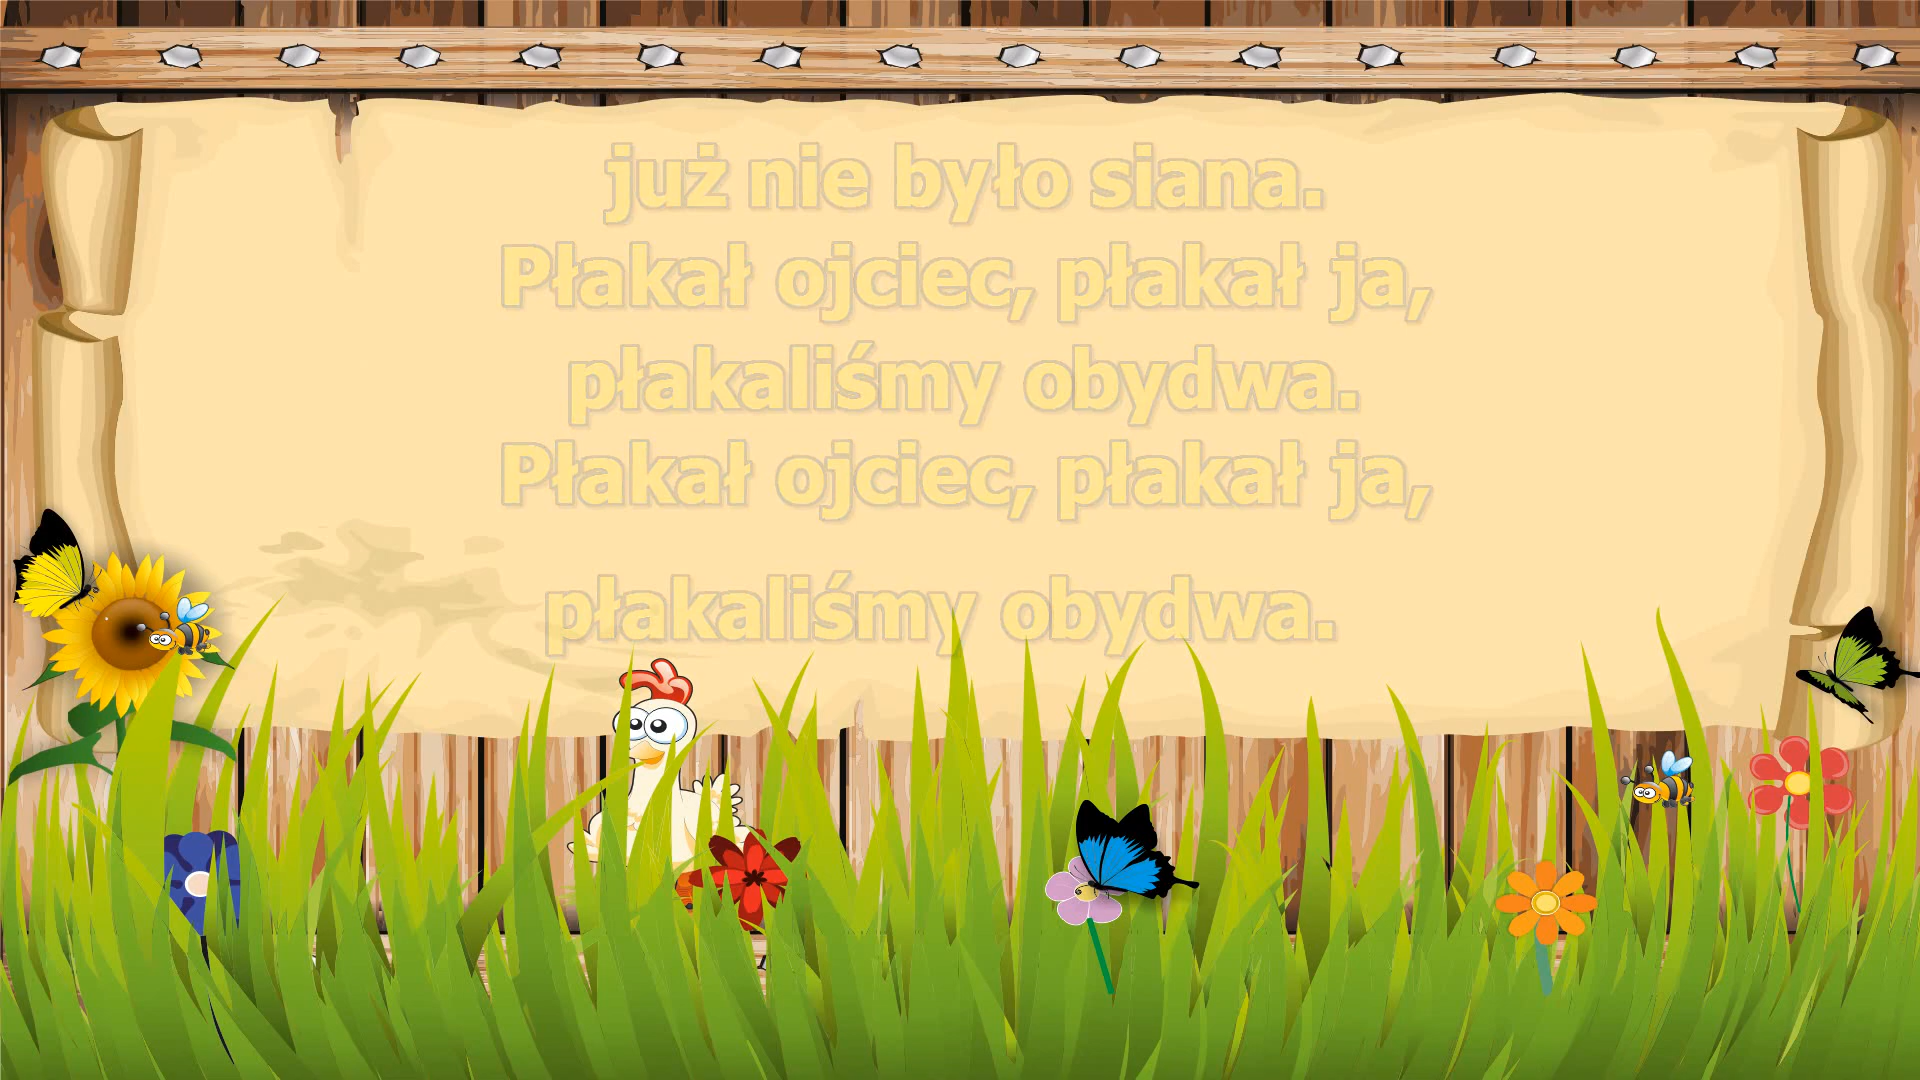 już nie było siana.
Płakał ojciec, płakał ja,
płakaliśmy obydwa.
Płakał ojciec, płakał ja,
płakaliśmy obydwa.